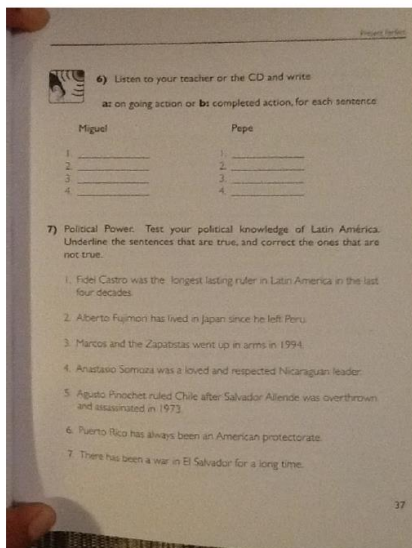 Present Perfect
6) Listen to your teacher or the CD and write
a: on going action or b: completed action, for each sentence
Miguel Pepe
1. 1.
2. 2.
3. 3.
4. 4.
7) Political Power. Test your political knowledge of Latin América.
Underline the sentences that are true, and correct the ones that are
not true.
1. Fidel Castro was the longest lasting ruler in Latin America in the last
four decades.
2. Alberto Fujimori has lived in Japan since he left Peru.
3. Marcos and the Zapatistas went up in arms in 1994.
4. Anastasio Somoza was a loved and respected Nicaraguan leader.
5. Agusto Pinochet ruled Chile after Salvador Allende was overthrown
and assassinated in 1973.
6. Puerto Rico has always been an American protectorate.
7. There has been a war in El Salvador for a long time.
37